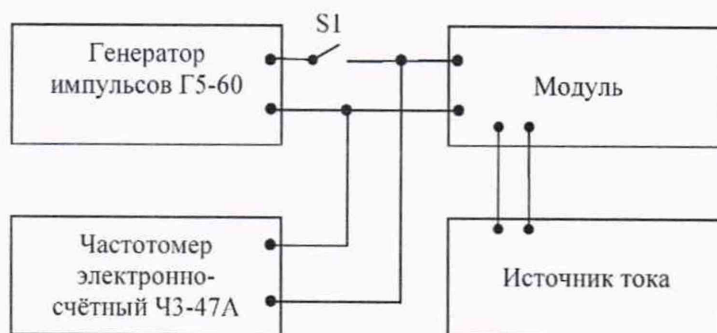 S1
Генератор
импульсов Г5-60
Модуль
Частотомер
электронно-
счётный Ч3-47А
Источник тока